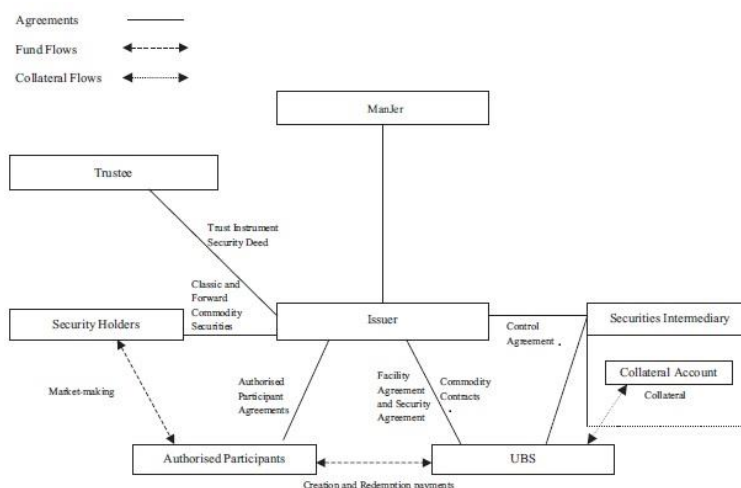 Agreements
Fund Flows
Collateral Flows
ManJer
Trustee
Trust Instrument
Security Deed
Classic and
Forward
Commodity
Securities
Security Holders
Issuer
Securities Intermediary
Control
Agreement .
Collateral Account
Collateral
Market-making
Authorised
Participant
Agreements
Facility
Agreement
and Security
Agreement
Commodity
Contracts
.
Authorised Participants
UBS
Creation and Redemption payments